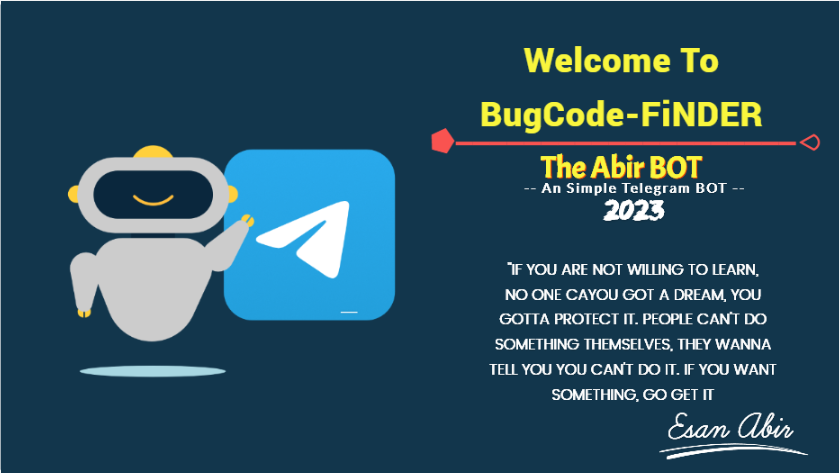 Welcome To
BugCode-FiNDER
The Abir BOT
-- An Simple Telegram BOT --
2023
"IF YOU ARE NOT WILLING TO LEARN,
NO ONE CAYOU GOT A DREAM, YOU
GOTTA PROTECT IT. PEOPLE CAN'T DO
SOMETHING THEMSELVES, THEY WANNA
TELL YOU YOU CAN'T DO IT. IF YOU WANT
SOMETHING, GO GET IT
Esan Abir